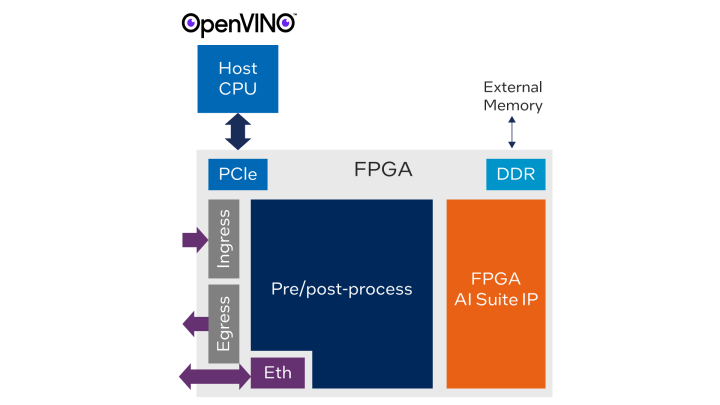 OpenVINO™
Host
CPU
External
Memory
PCIe
FPGA
DDR
Ingress
Egress
Pre/post-process
FPGA
AI Suite IP
Eth